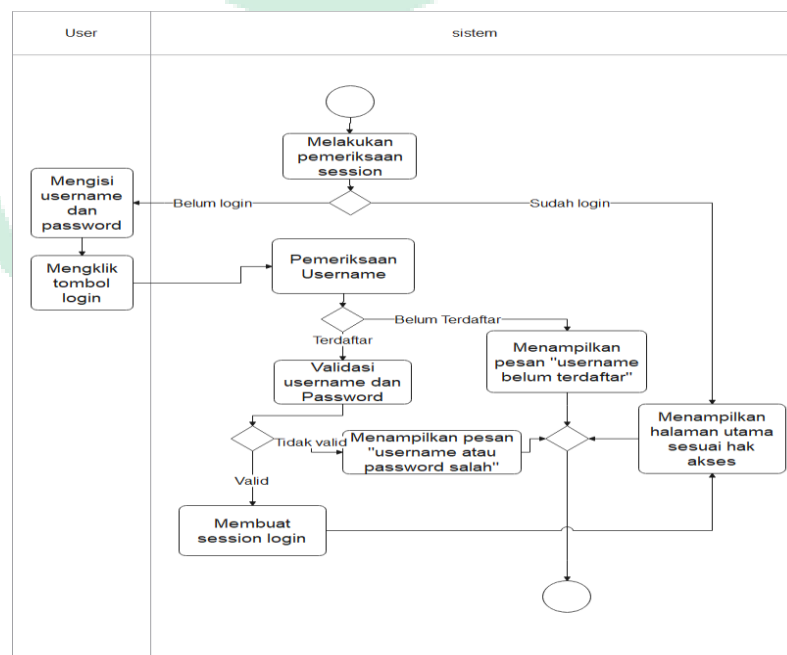 User
sistem
Melakukan
pemeriksaan
session
Mengisi
username
dan
password
Belum login
Sudah login
Mengklik
tombol
login
Pemeriksaan
Username
Belum Terdaftar
Terdaftar
Menampilkan
pesan "username
belum terdaftar"
Validasi
username dan
Password
Menampilkan
halaman utama
sesuai hak
akses
Tidak valid
Menampilkan pesan
"username atau
password salah"
Valid
Membuat
session login